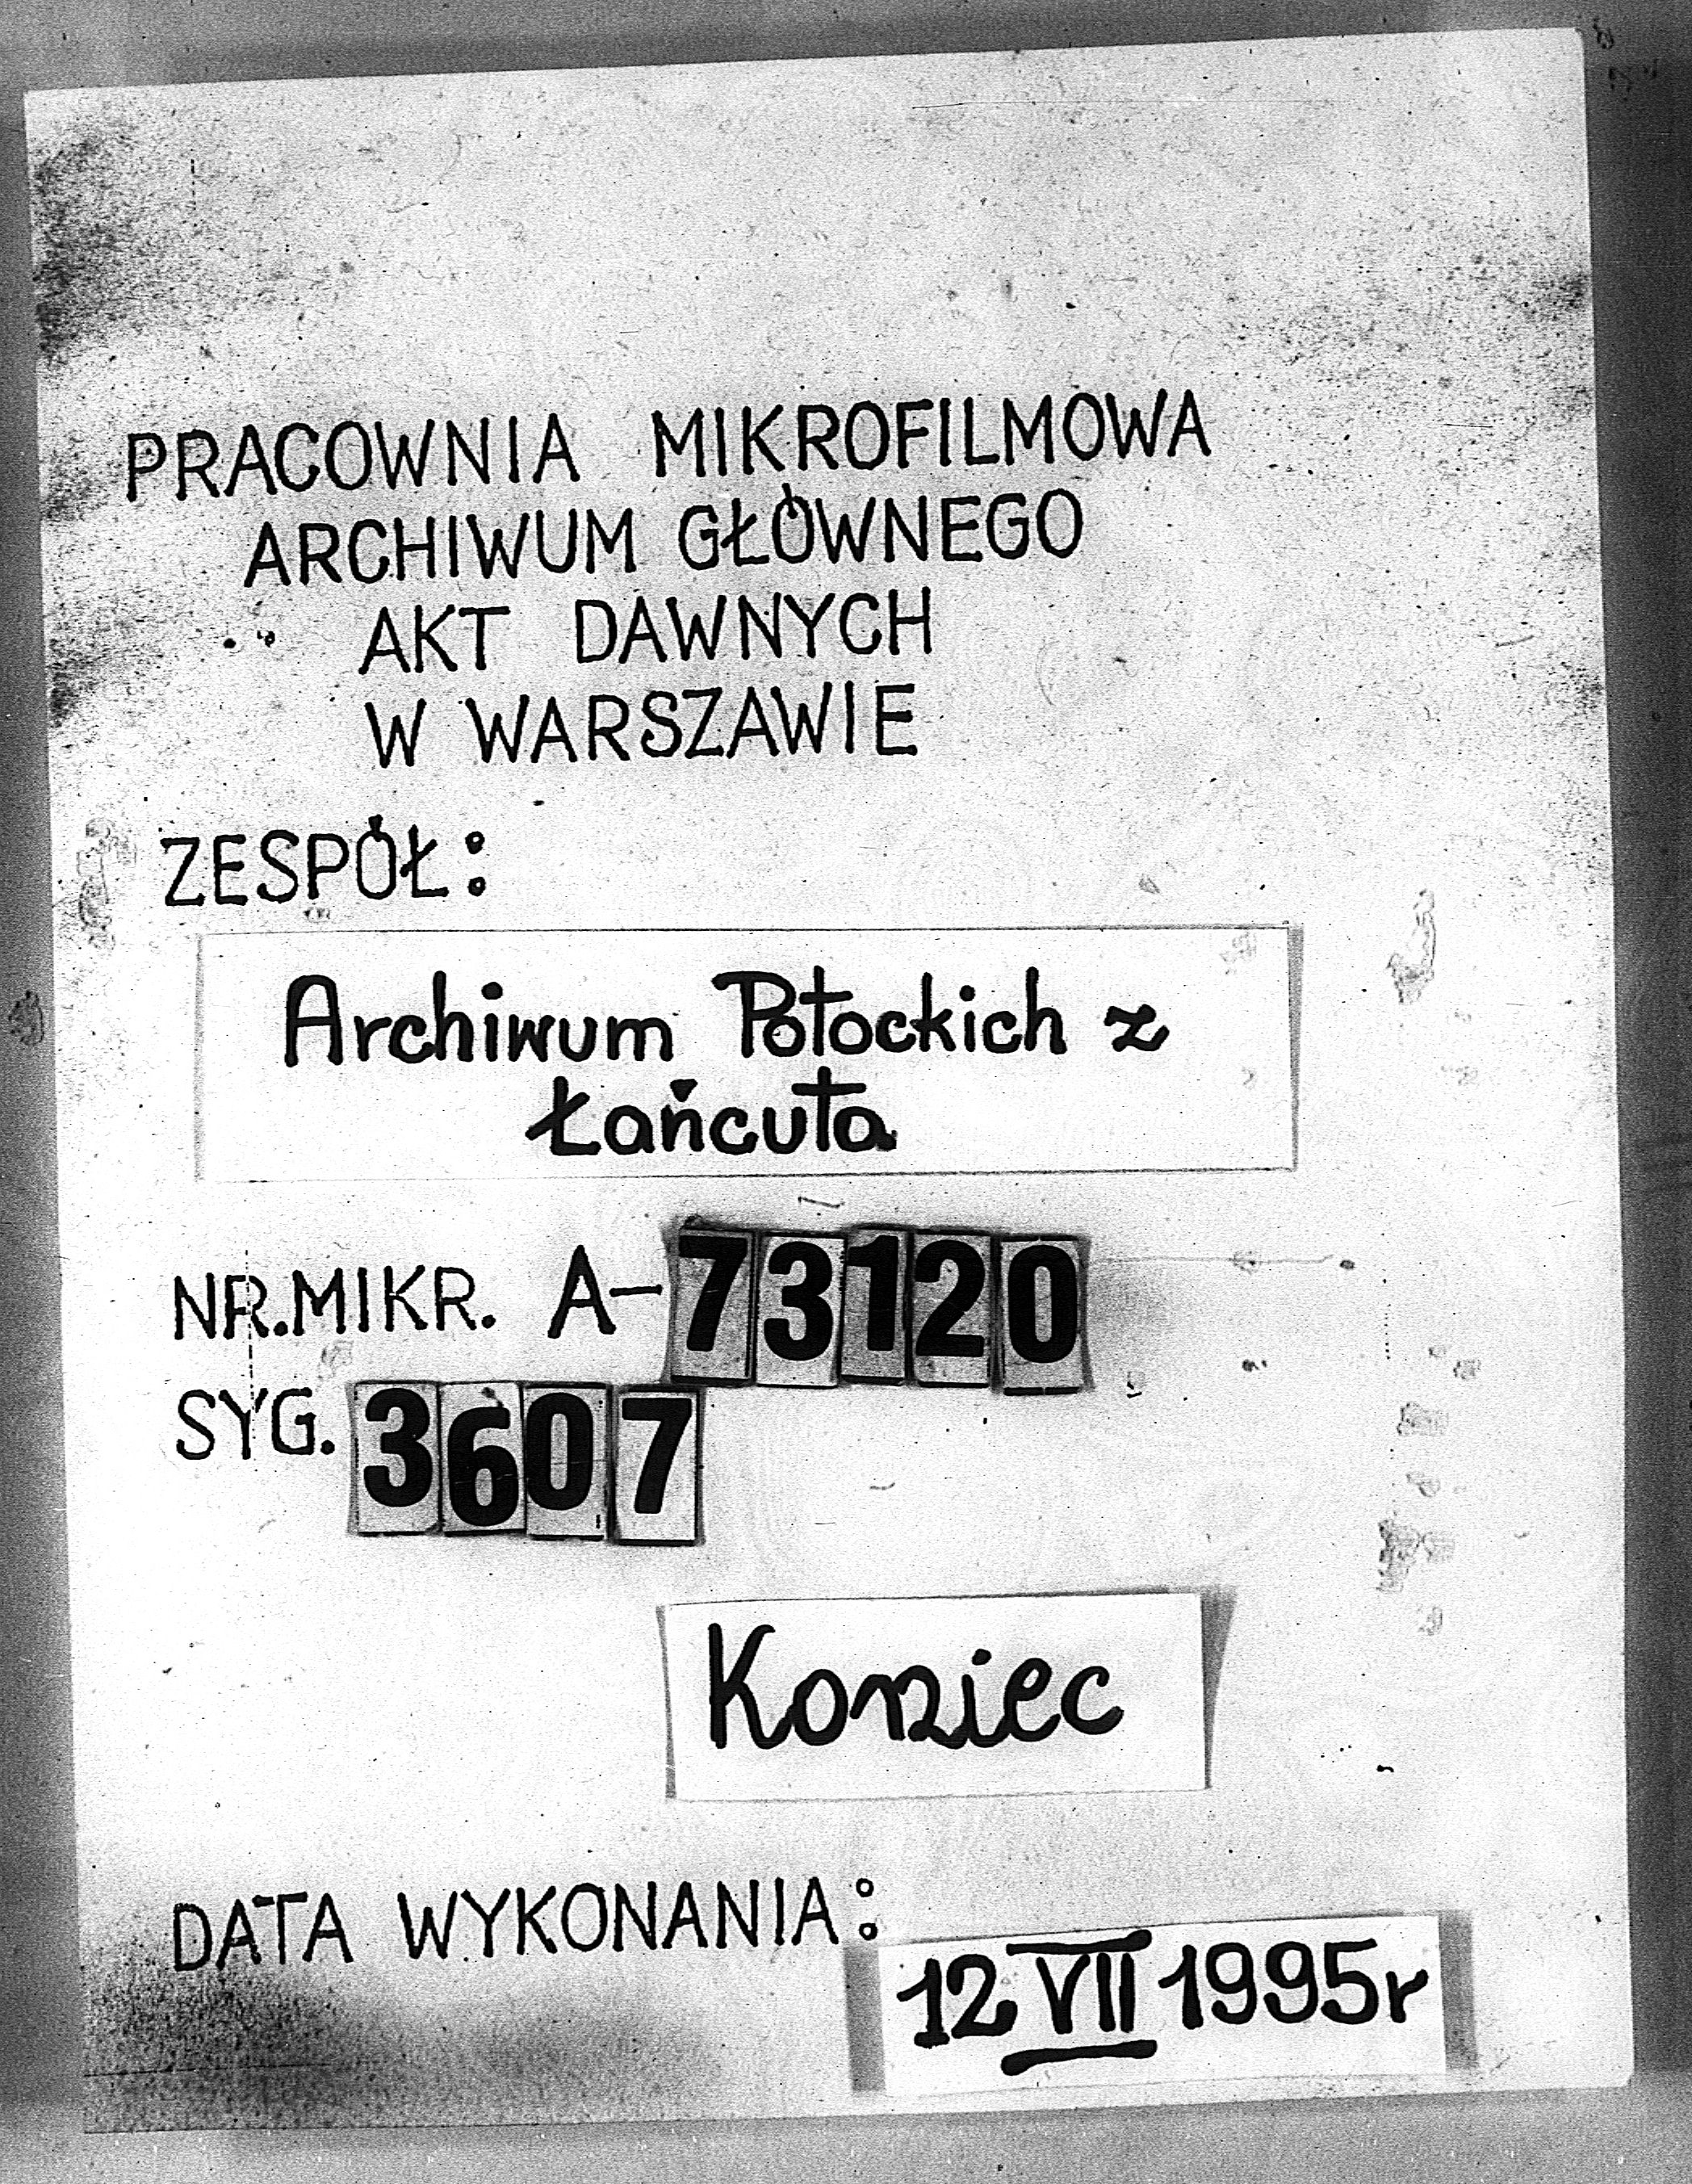 PRACOWNIA MIKROFILMOWA
ARCHIWUM GŁÓWNEGO
AKT DAWNYCH
W WARSZAWIE
ZESPÓŁ:
Archiwum Potockich z
Łańcuta
NR.MIKR. A-73120
SYG. 3607
Koniec
DATA WYKONANIA:
12 VII 1995r